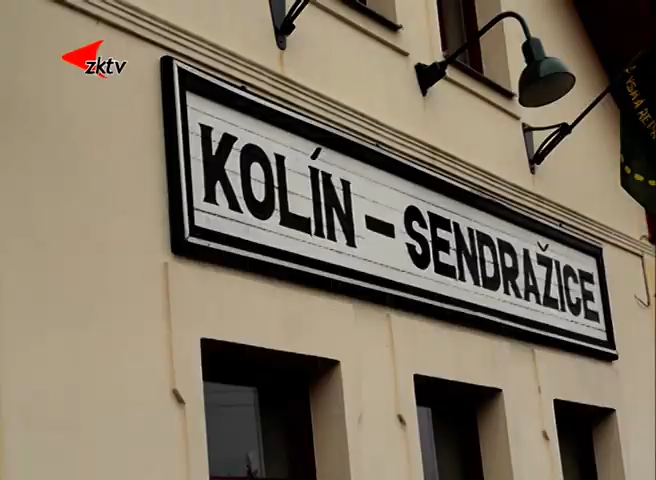 zktv
KOLÍN – SENDRAŽICE